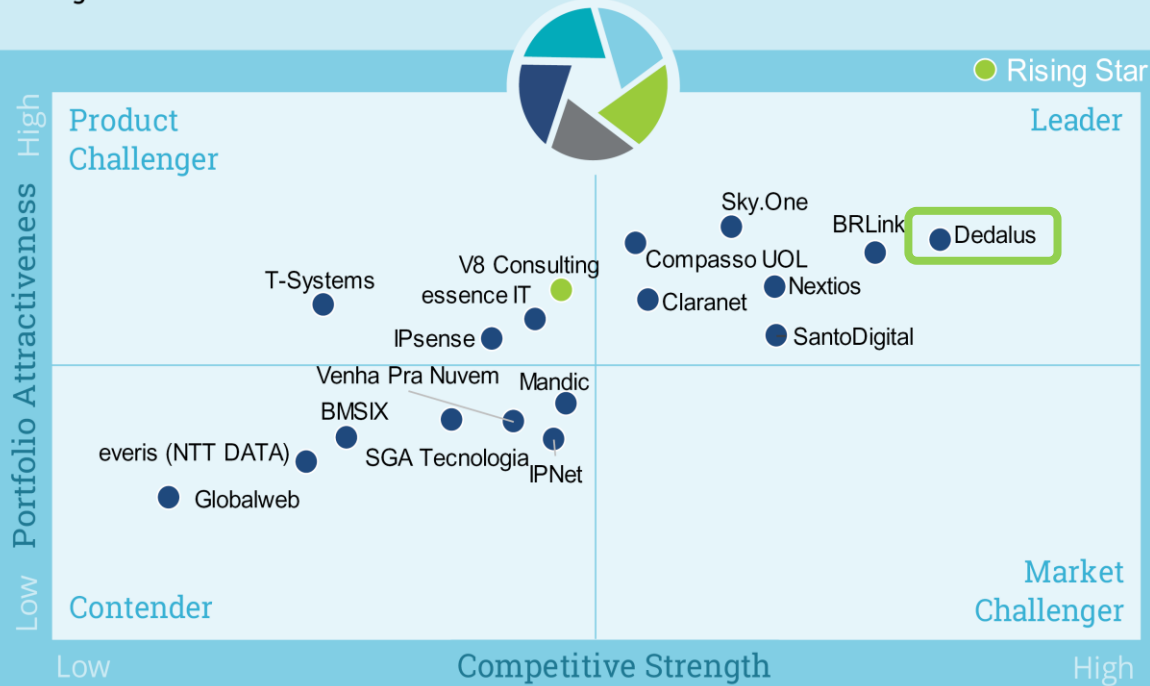 Rising Star
High
Product
Challenger
Leader
Portfolio Attractiveness
Sky.One
BRLink
Dedalus
V8 Consulting
Compasso UOL
T-Systems
essence IT
Nextios
Claranet
IPsense
SantoDigital
Venha Pra Nuvem
Mandic
BMSIX
everis (NTT DATA)
SGA Tecnologia
IPNet
Globalweb
Low
Contender
Market
Challenger
Low
Competitive Strength
High